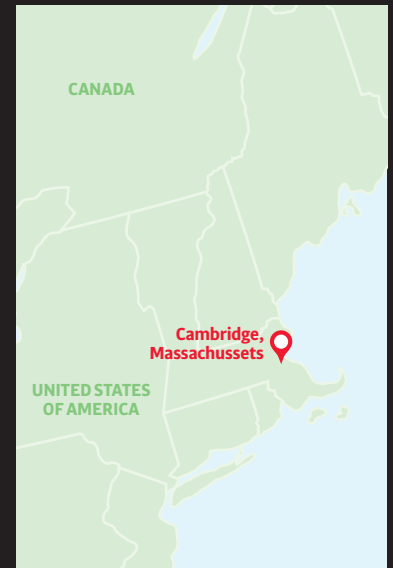 CANADA
Cambridge,
Massachussets
UNITED STATES
OF AMERICA